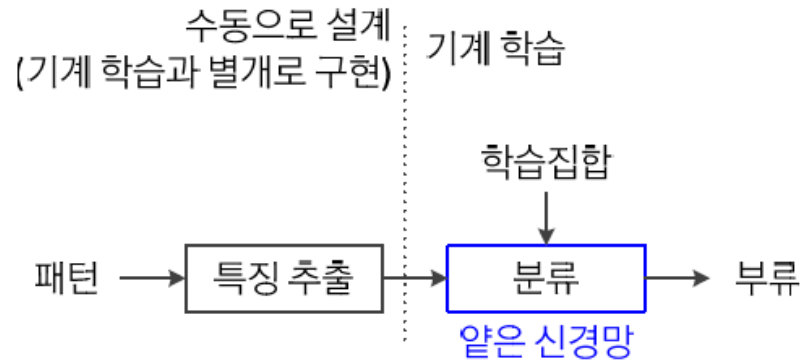 수동으로 설계
(기계 학습과 별개로 구현)
기계 학습
학습집합
패턴
특징 추출
분류
부류
얕은 신경망